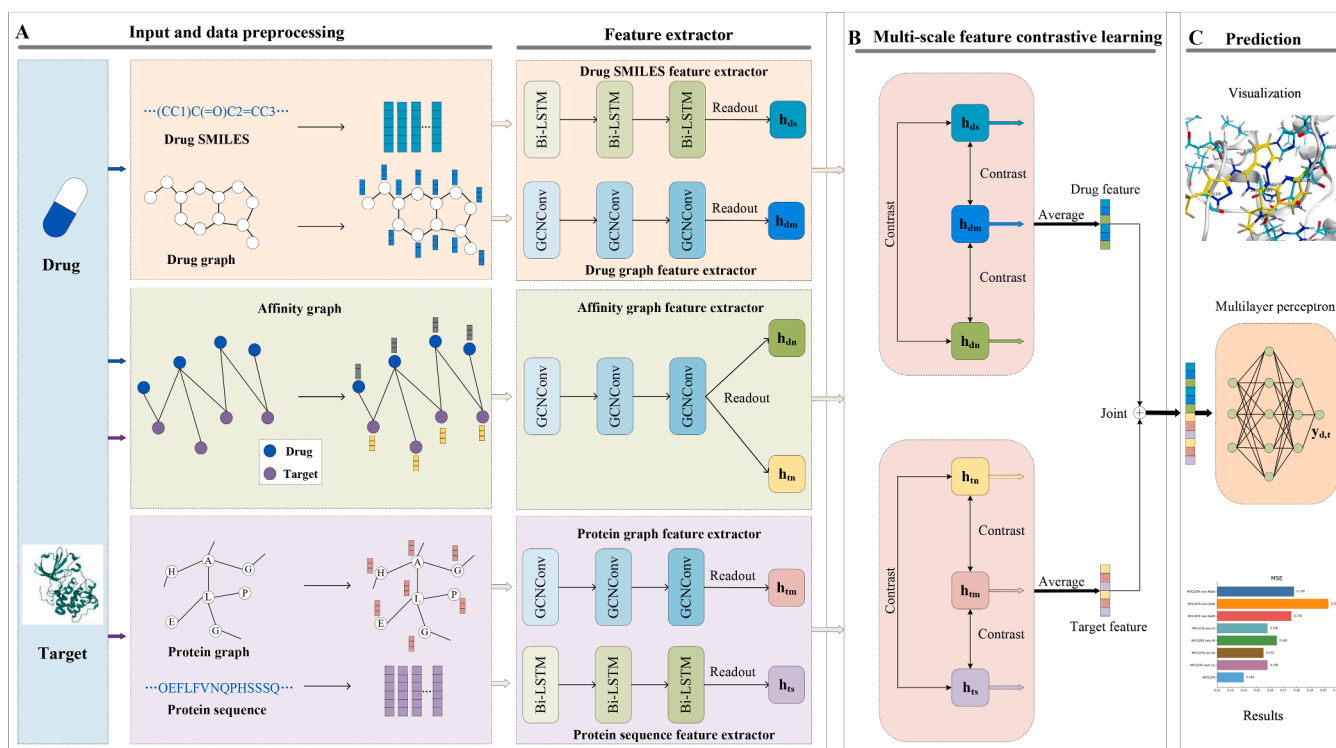 A
Input and data preprocessing
Feature extractor
Drug
Target
···(CC1)C(=O)C2=CC3···
Drug SMILES
Drug graph
Drug SMILES feature extractor
Bi-LSTM
Bi-LSTM
Bi-LSTM
Readout
hds
GCNConv
GCNConv
GCNConv
Readout
hdm
Drug graph feature extractor
Affinity graph
Drug
Target
Affinity graph feature extractor
GCNConv
GCNConv
GCNConv
Readout
hdn
htn
H
A
G
L
P
E
G
Protein graph
H
A
G
L
P
E
G
···OEFLFVNQPHSSSQ···
Protein sequence
Protein graph feature extractor
GCNConv
GCNConv
GCNConv
Readout
htm
Bi-LSTM
Bi-LSTM
Bi-LSTM
Readout
hts
Protein sequence feature extractor
B
Multi-scale feature contrastive learning
hds
Contrast
hdm
Contrast
hdn
Contrast
Average
Drug feature
Joint
htn
Contrast
htm
Contrast
hts
Contrast
Average
Target feature
C
Prediction
Visualization
Multilayer perceptron
yd,t
MSE
Results